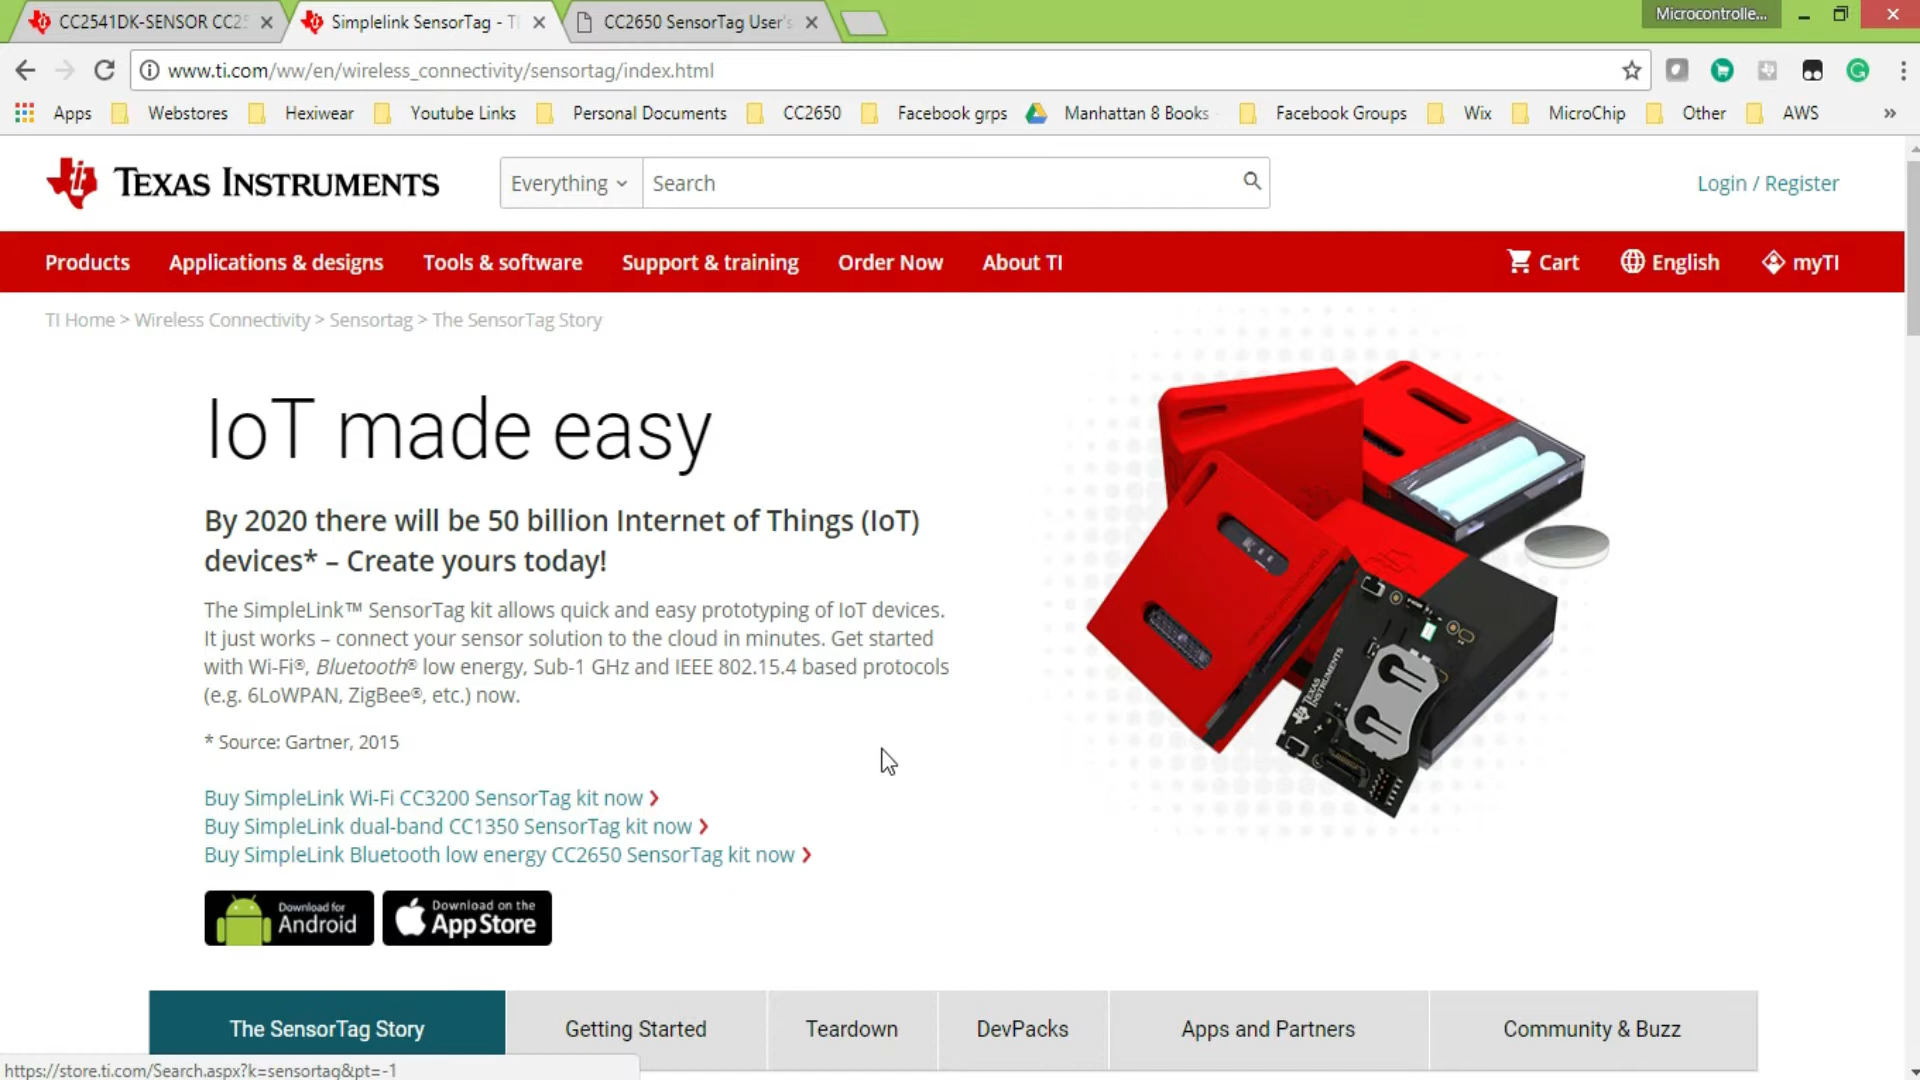 CC2541DK-SENSOR CC25
Simplelink SensorTag - TI
CC2650 SensorTag User's
Microcontrolle...
www.ti.com/ww/en/wireless_connectivity/sensortag/index.html
Apps
Webstores
Hexiwear
Youtube Links
Personal Documents
CC2650
Facebook grps
Manhattan 8 Books
Facebook Groups
Wix
MicroChip
Other
AWS
»
TEXAS INSTRUMENTS
Everything
Search
Login / Register
Products
Applications & designs
Tools & software
Support & training
Order Now
About TI
Cart
English
myTI
TI Home > Wireless Connectivity > Sensortag > The SensorTag Story
IoT made easy
By 2020 there will be 50 billion Internet of Things (IoT)
devices* – Create yours today!
The SimpleLink™ SensorTag kit allows quick and easy prototyping of IoT devices.
It just works – connect your sensor solution to the cloud in minutes. Get started
with Wi-Fi®, Bluetooth® low energy, Sub-1 GHz and IEEE 802.15.4 based protocols
(e.g. 6LoWPAN, ZigBee®, etc.) now.
* Source: Gartner, 2015
Buy SimpleLink Wi-Fi CC3200 SensorTag kit now
Buy SimpleLink dual-band CC1350 SensorTag kit now
Buy SimpleLink Bluetooth low energy CC2650 SensorTag kit now
Download for
Android
Download on the
App Store
TEXAS
INSTRUMENTS
The SensorTag Story
Getting Started
Teardown
DevPacks
Apps and Partners
Community & Buzz
https://store.ti.com/Search.aspx?k=sensortag&pt=-1